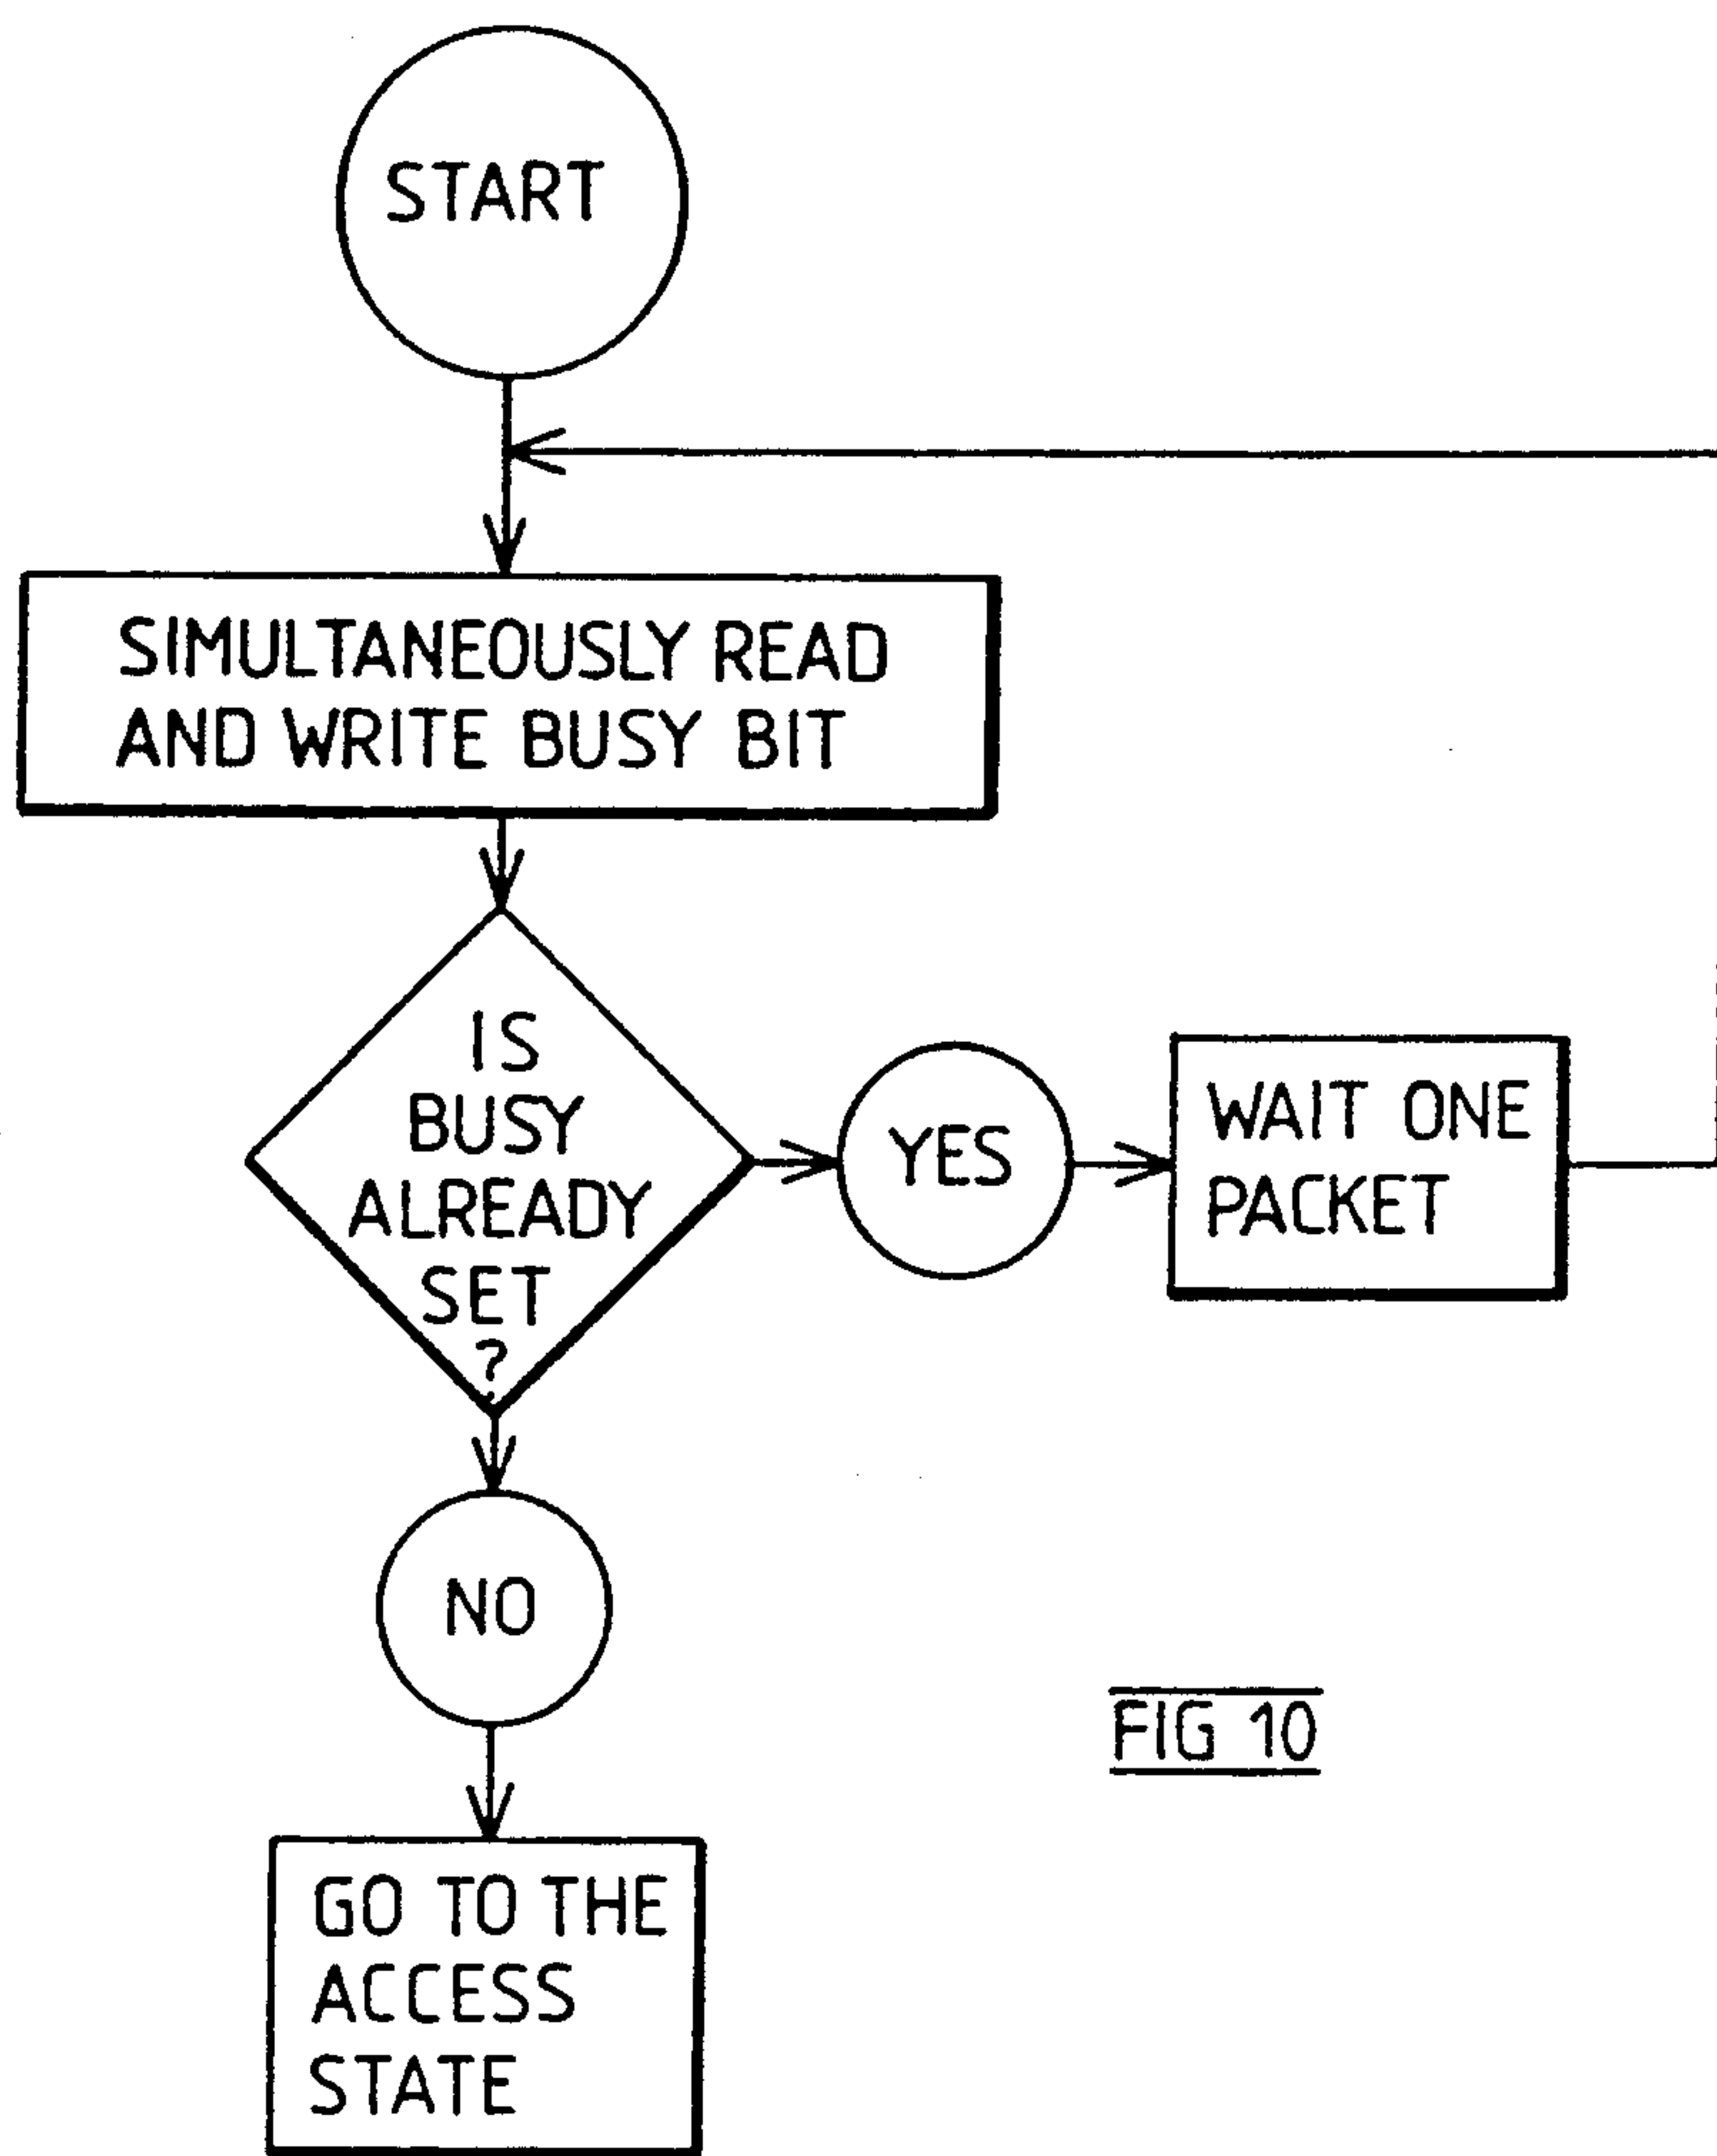 START
SIMULTANEOUSLY READ
AND WRITE BUSY BIT
IS
BUSY
ALREADY
SET
?
YES
WAIT ONE
PACKET
NO
FIG 10
GO TO THE
ACCESS
STATE